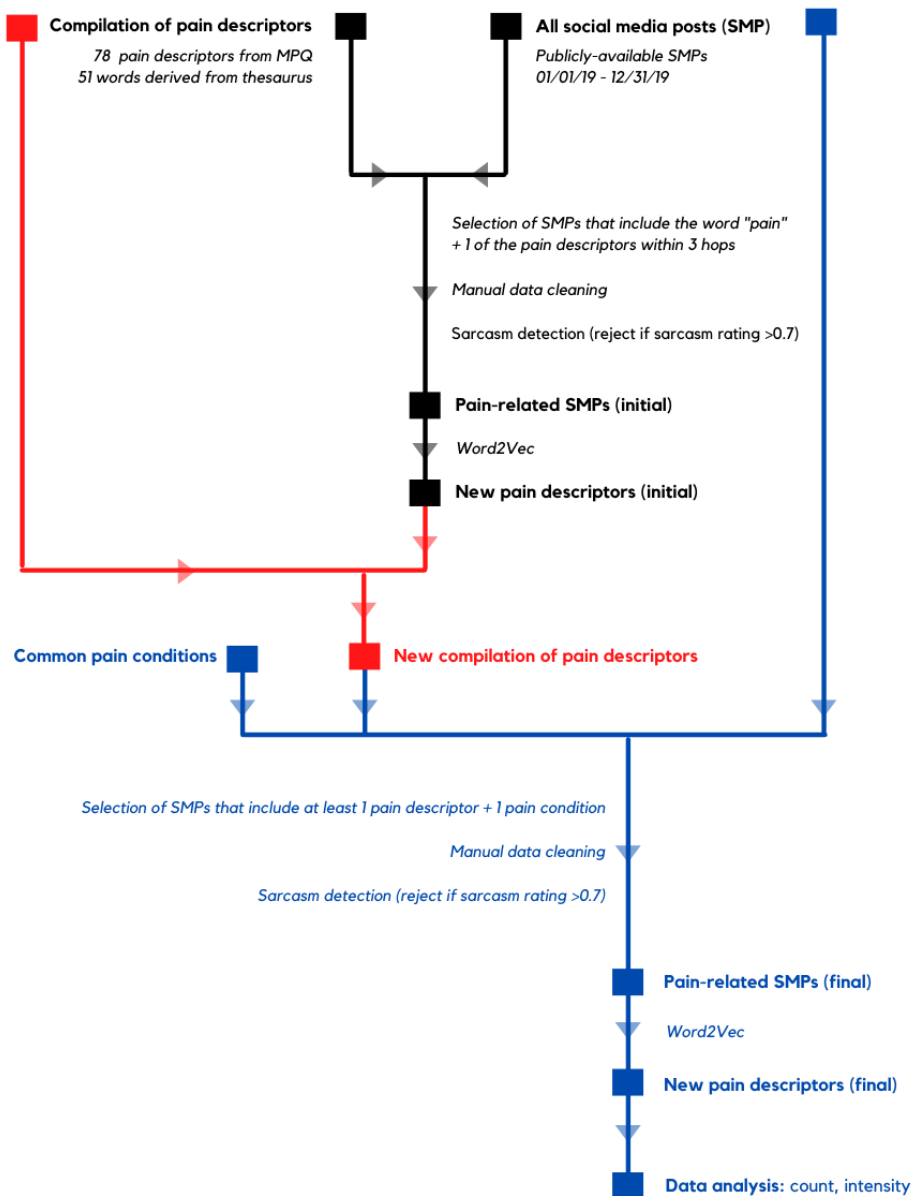 Compilation of pain descriptors
78 pain descriptors from MPQ
51 words derived from thesaurus
All social media posts (SMP)
Publicly-available SMPs
01/01/19 - 12/31/19
Selection of SMPs that include the word "pain"
+ 1 of the pain descriptors within 3 hops
Manual data cleaning
Sarcasm detection (reject if sarcasm rating >0.7)
Pain-related SMPs (initial)
Word2Vec
New pain descriptors (initial)
Common pain conditions
New compilation of pain descriptors
Selection of SMPs that include at least 1 pain descriptor + 1 pain condition
Manual data cleaning
Sarcasm detection (reject if sarcasm rating >0.7)
Pain-related SMPs (final)
Word2Vec
New pain descriptors (final)
Data analysis: count, intensity